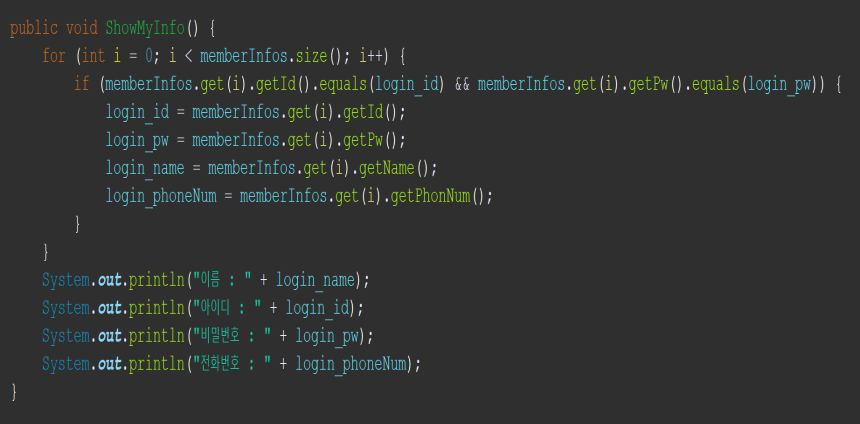 public void ShowMyInfo() {
    for (int i = 0; i < memberInfos.size(); i++) {
        if (memberInfos.get(i).getId().equals(login_id) && memberInfos.get(i).getPw().equals(login_pw)) {
            login_id = memberInfos.get(i).getId();
            login_pw = memberInfos.get(i).getPw();
            login_name = memberInfos.get(i).getName();
            login_phoneNum = memberInfos.get(i).getPhonNum();
        }
    }
    System.out.println("이름 : " + login_name);
    System.out.println("아이디 : " + login_id);
    System.out.println("비밀번호 : " + login_pw);
    System.out.println("전화번호 : " + login_phoneNum);
}